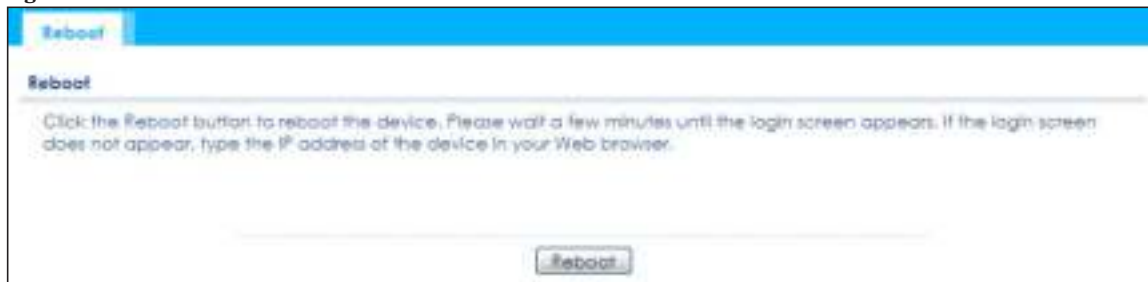 Reboot
Reboot
Click the Reboot button to reboot the device. Please wait a few minutes until the login screen appears. If the login screen
does not appear, type the IP address of the device in your Web browser.
Reboot